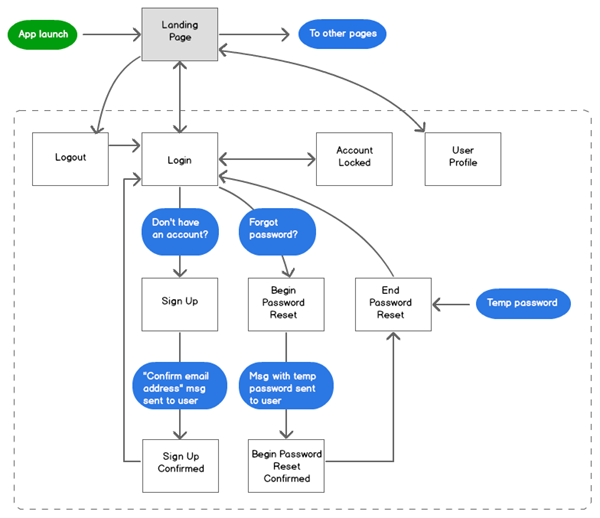 App launch
Landing
Page
To other pages
Logout
Login
Account
Locked
User
Profile
Don't have
an account?
Forgot
password?
Sign Up
Begin
Password
Reset
End
Password
Reset
Temp password
"Confirm email
address" msg
sent to user
Msg with temp
password sent
to user
Sign Up
Confirmed
Begin Password
Reset
Confirmed